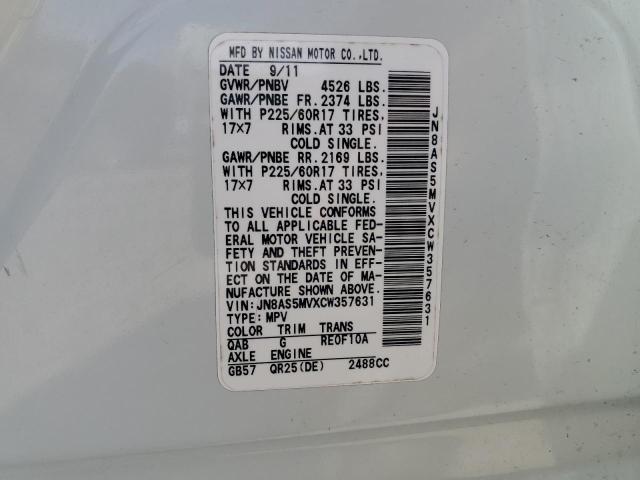 MFD BY NISSAN MOTOR CO.,LTD.
DATE 9/11
GVWR/PNBV 4526 LBS.
GAWR/PNBE FR. 2374 LBS.
WITH P225/60R17 TIRES,
17x7 RIMS.AT 33 PSI
COLD SINGLE.
GAWR/PNBE RR. 2169 LBS.
WITH P225/60R17 TIRES,
17x7 RIMS.AT 33 PSI
COLD SINGLE.
THIS VEHICLE CONFORMS
TO ALL APPLICABLE FED-
ERAL MOTOR VEHICLE SA-
FETY AND THEFT PREVEN-
TION STANDARDS IN EFF-
ECT ON THE DATE OF MA-
NUFACTURE SHOWN ABOVE.
VIN:JN8AS5MVXCW357631
TYPE:MPV
COLOR TRIM TRANS
QAB G RE0F10A
AXLE ENGINE
GB57 QR25(DE) 2488CC
JN8AS5MVXCW357631